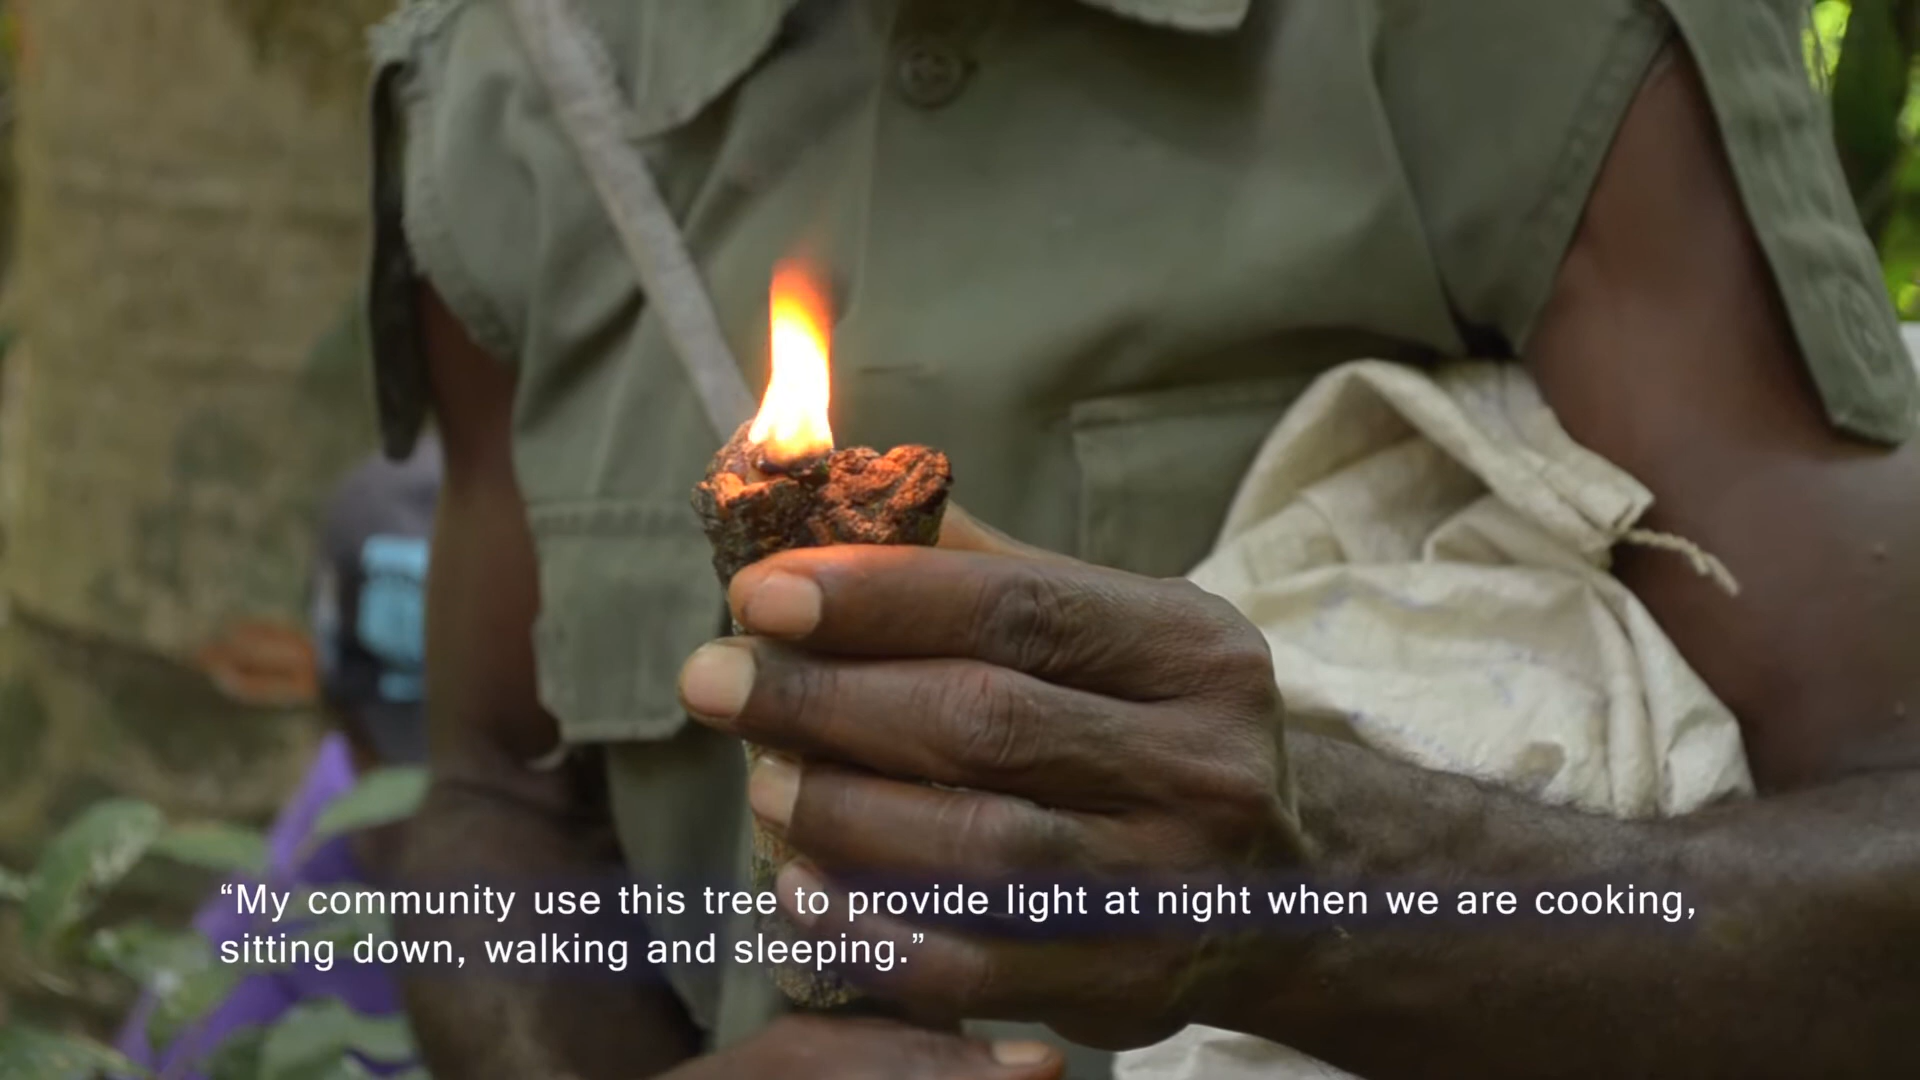 “My community use this tree to provide light at night when we are cooking,
sitting down, walking and sleeping.”